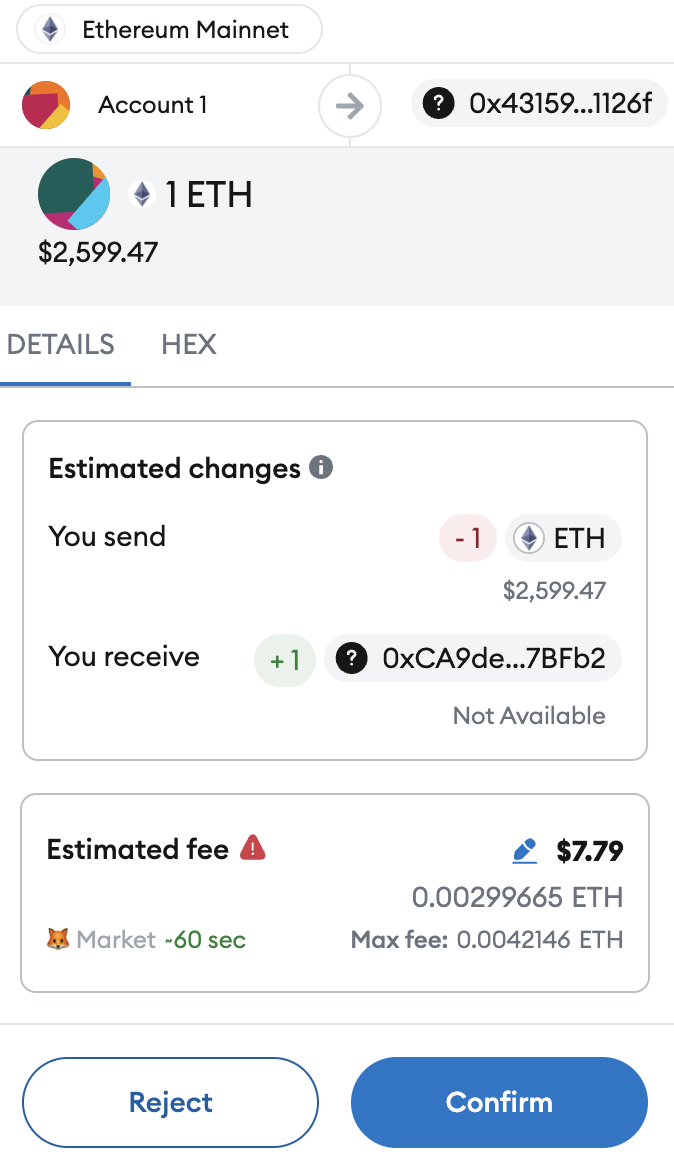 Ethereum Mainnet
Account 1
? 0x43159...1126f
1 ETH
$2,599.47
DETAILS HEX
Estimated changes i
You send - 1 ETH
$2,599.47
You receive + 1 ? 0xCA9de...7BFb2
Not Available
Estimated fee ! $7.79
0.00299665 ETH
Market ~60 sec Max fee: 0.0042146 ETH
Reject Confirm